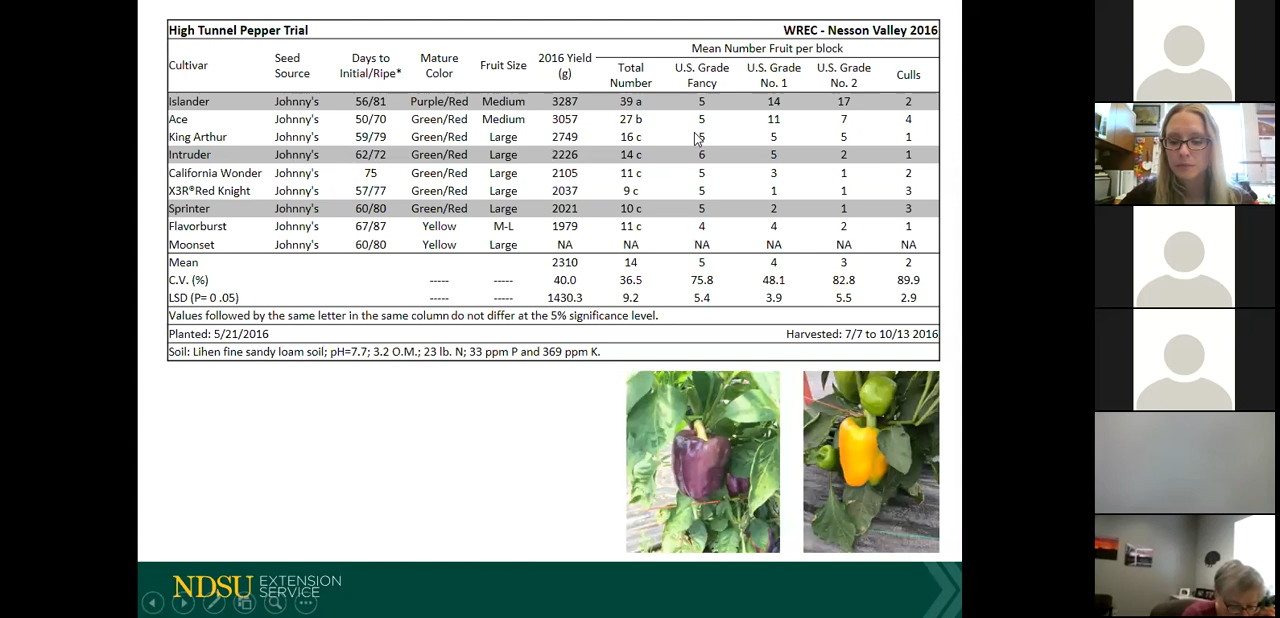 High Tunnel Pepper Trial WREC - Nesson Valley 2016
Mean Number Fruit per block
Cultivar Seed Source Days to Initial/Ripe* Mature Color Fruit Size 2016 Yield (g) Total Number U.S. Grade Fancy U.S. Grade No. 1 U.S. Grade No. 2 Culls
Islander Johnny's 56/81 Purple/Red Medium 3287 39 a 5 14 17 2
Ace Johnny's 50/70 Green/Red Medium 3057 27 b 5 11 7 4
King Arthur Johnny's 59/79 Green/Red Large 2749 16 c 5 5 5 1
Intruder Johnny's 62/72 Green/Red Large 2226 14 c 6 5 2 1
California Wonder Johnny's 75 Green/Red Large 2105 11 c 5 3 1 2
X3R®Red Knight Johnny's 57/77 Green/Red Large 2037 9 c 5 1 1 3
Sprinter Johnny's 60/80 Green/Red Large 2021 10 c 5 2 1 3
Flavorburst Johnny's 67/87 Yellow M-L 1979 11 c 4 4 2 1
Moonset Johnny's 60/80 Yellow Large NA NA NA NA NA NA
Mean 2310 14 5 4 3 2
C.V. (%) ----- ----- 40.0 36.5 75.8 48.1 82.8 89.9
LSD (P= 0 .05) ----- ----- 1430.3 9.2 5.4 3.9 5.5 2.9
Values followed by the same letter in the same column do not differ at the 5% significance level.
Planted: 5/21/2016 Harvested: 7/7 to 10/13 2016
Soil: Lihen fine sandy loam soil; pH=7.7; 3.2 O.M.; 23 lb. N; 33 ppm P and 369 ppm K.
NDSU EXTENSION SERVICE